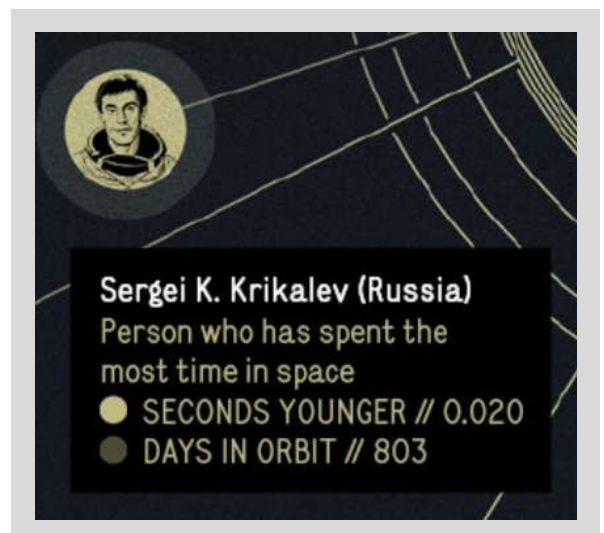 Sergei K. Krikalev (Russia)
Person who has spent the
most time in space
SECONDS YOUNGER // 0.020
DAYS IN ORBIT // 803